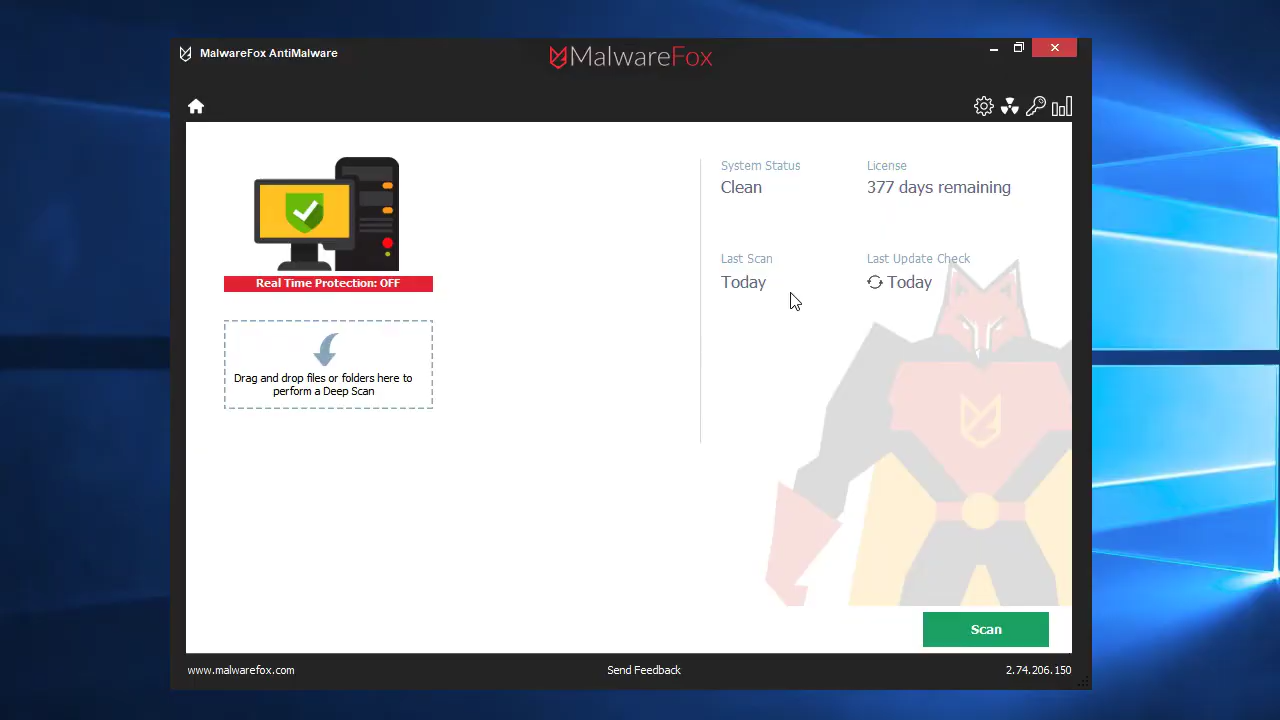 MalwareFox AntiMalware
MalwareFox
System Status
Clean
License
377 days remaining
Real Time Protection: OFF
Last Scan
Today
Last Update Check
Today
Drag and drop files or folders here to
perform a Deep Scan
Scan
www.malwarefox.com
Send Feedback
2.74.206.150